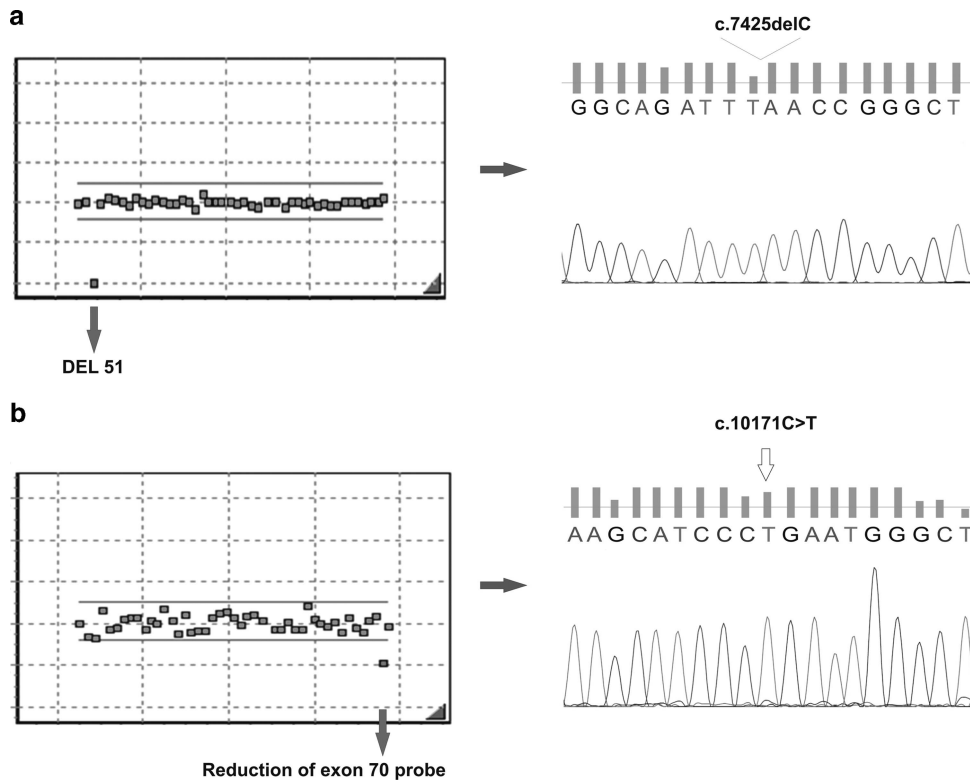 a
c.7425delC
GGCAGATTTAACCGGGCT
DEL 51
b
c.10171C>T
AAGCATCCCTGAATGGGCT
Reduction of exon 70 probe